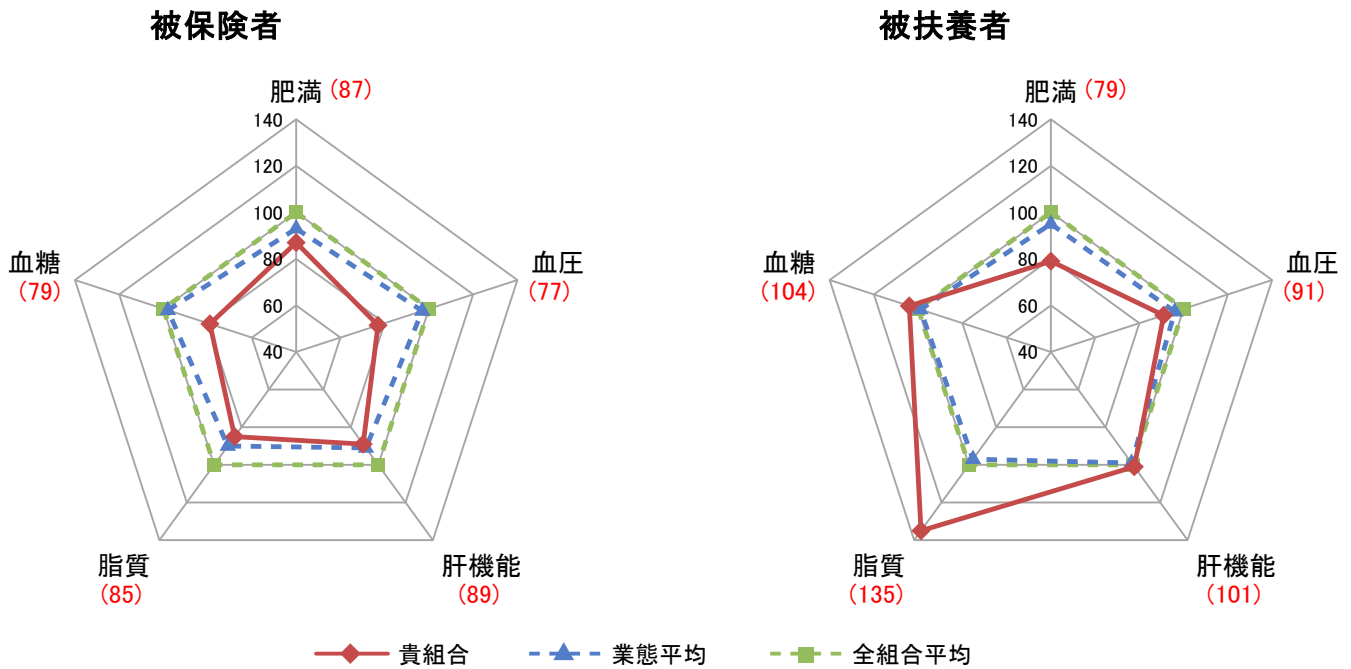 被保険者
肥満(87)
140
120
100
80
60
40
血圧
(77)
肝機能
(89)
脂質
(85)
血糖
(79)
被扶養者
肥満(79)
140
120
100
80
60
40
血圧
(91)
肝機能
(101)
脂質
(135)
血糖
(104)
貴組合 業態平均 全組合平均